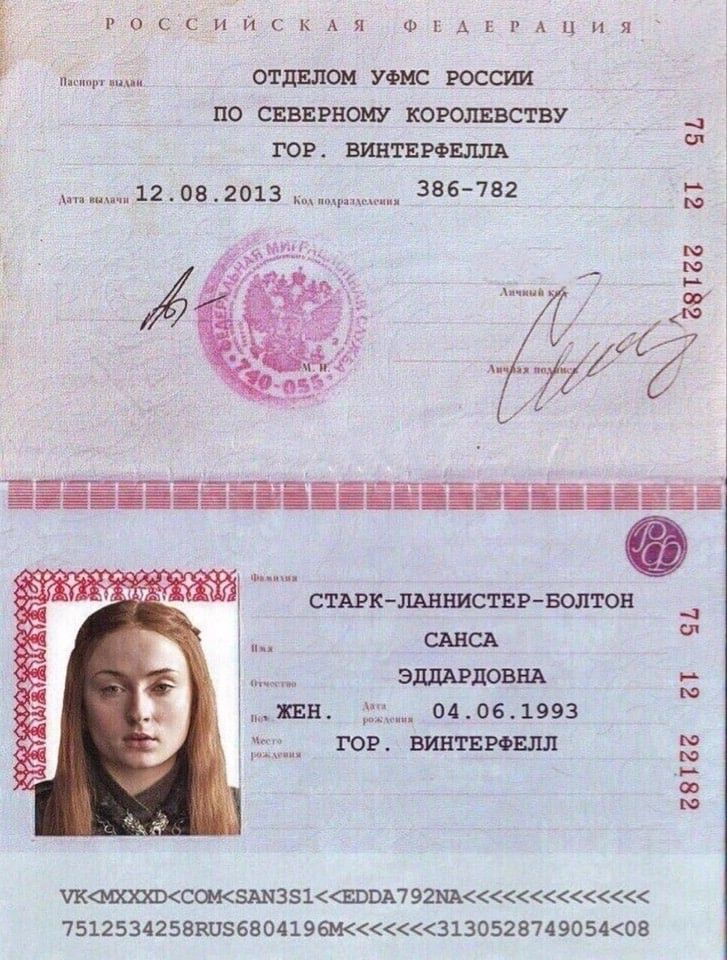 РОССИЙСКАЯ ФЕДЕРАЦИЯ
Паспорт выдан ОТДЕЛОМ УФМС РОССИИ
ПО СЕВЕРНОМУ КОРОЛЕВСТВУ
ГОР. ВИНТЕРФЕЛЛА
Дата выдачи 12.08.2013 Код подразделения 386-782
75 12 22182
ФЕДЕРАЛЬНАЯ МИГРАЦИОННАЯ СЛУЖБА
740-055
М. П.
Личный код
Личная подпись
РФ
Фамилия
СТАРК-ЛАННИСТЕР-БОЛТОН
Имя САНСА
Отчество ЭДДАРДОВНА
Пол ЖЕН. Дата рождения 04.06.1993
Место рождения ГОР. ВИНТЕРФЕЛЛ
75 12 22182
VK<MXXXD<COM<SAN3S1<<EDDA792NA<<<<<<<<<<<<<<<
7512534258RUS6804196M<<<<<<<3130528749054<08